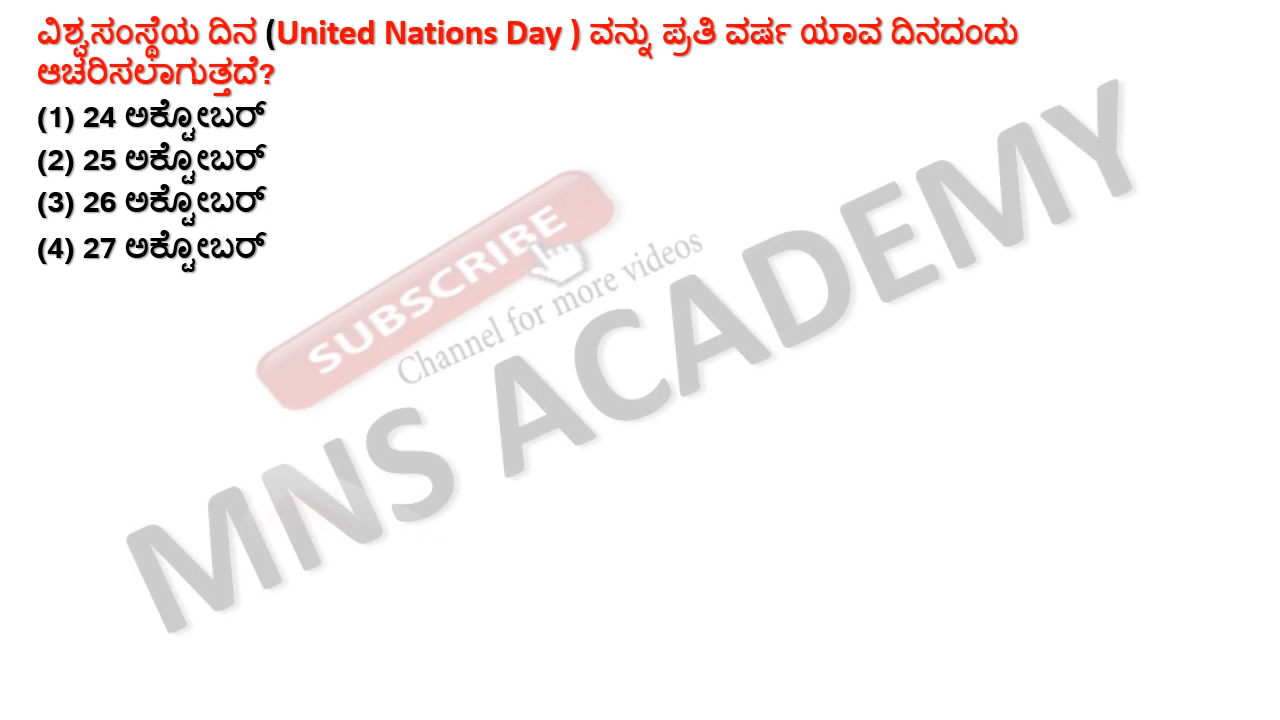 ವಿಶ್ವಸಂಸ್ಥೆಯ ದಿನ (United Nations Day ) ವನ್ನು ಪ್ರತಿ ವರ್ಷ ಯಾವ ದಿನದಂದು
ಆಚರಿಸಲಾಗುತ್ತದೆ?
(1) 24 ಅಕ್ಟೋಬರ್
(2) 25 ಅಕ್ಟೋಬರ್
(3) 26 ಅಕ್ಟೋಬರ್
(4) 27 ಅಕ್ಟೋಬರ್
SUBSCRIBE
Channel for more videos
MNS ACADEMY